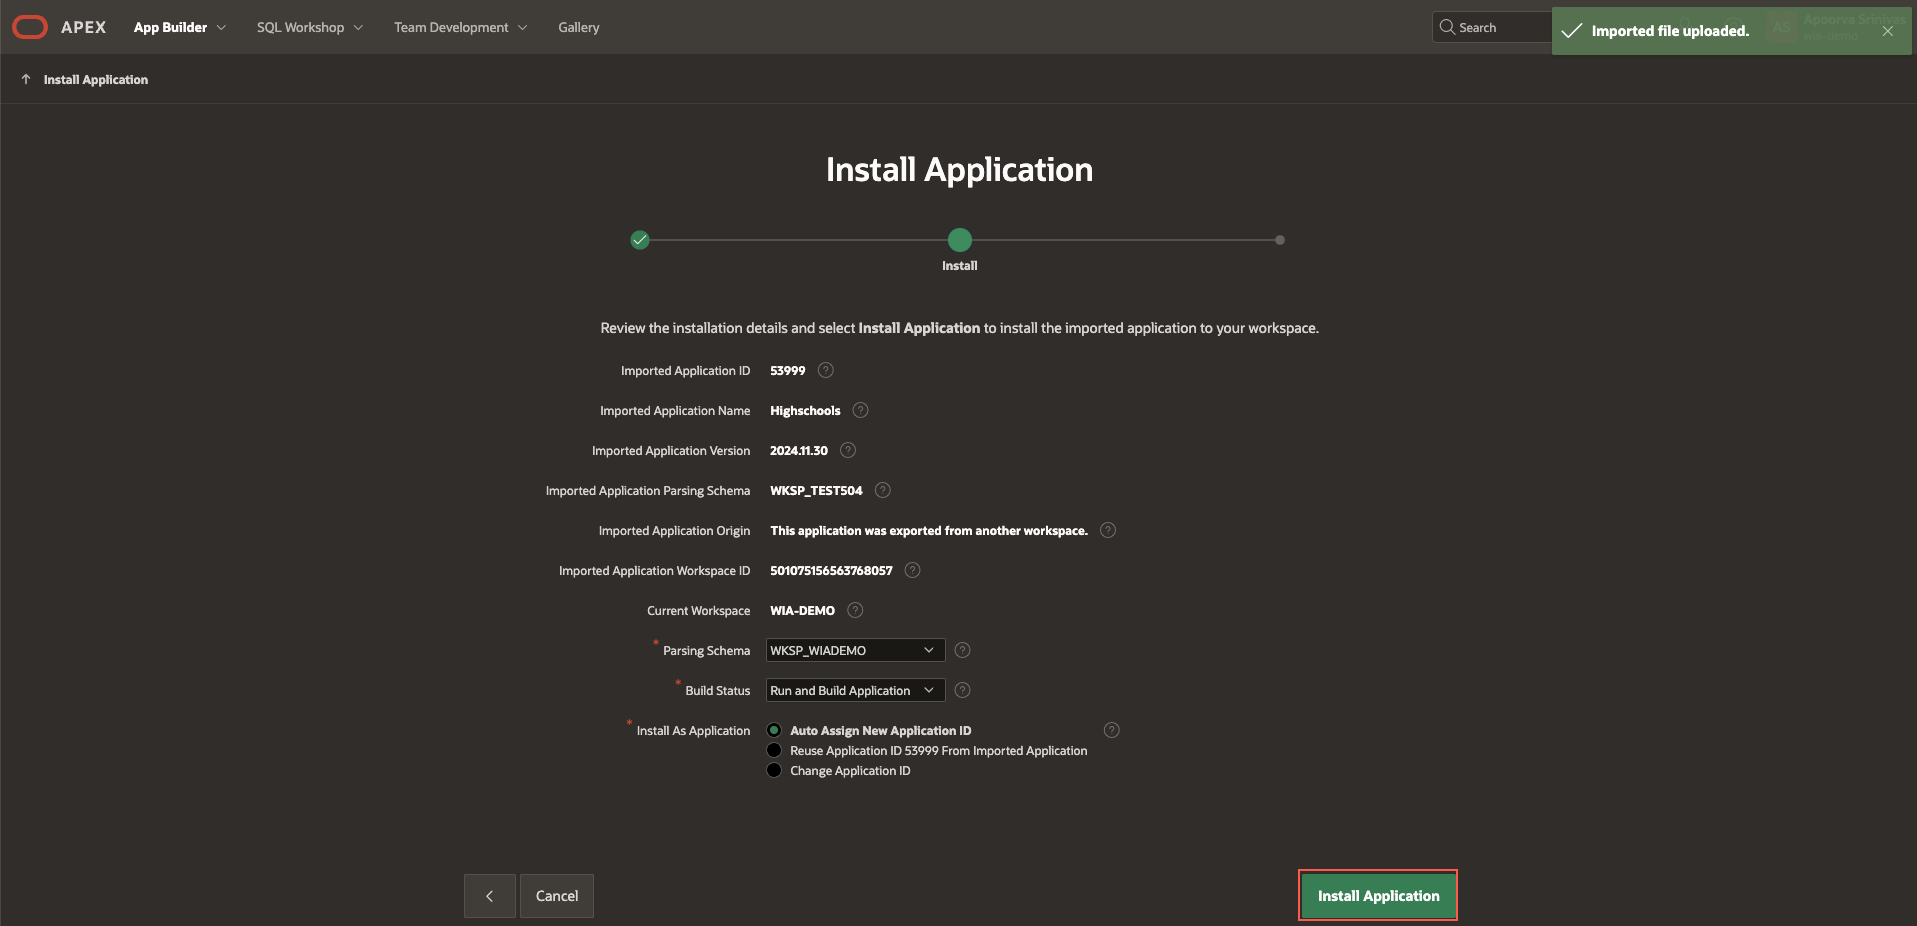 APEX App Builder SQL Workshop Team Development Gallery Search Imported file uploaded. AS Apoorva Srinivas
wia-demo
Install Application
Install Application
Install
Review the installation details and select Install Application to install the imported application to your workspace.
Imported Application ID 53999 ?
Imported Application Name Highschools ?
Imported Application Version 2024.11.30 ?
Imported Application Parsing Schema WKSP_TEST504 ?
Imported Application Origin This application was exported from another workspace. ?
Imported Application Workspace ID 501075156563768057 ?
Current Workspace WIA-DEMO ?
* Parsing Schema WKSP_WIADEMO ?
* Build Status Run and Build Application ?
* Install As Application Auto Assign New Application ID ?
Reuse Application ID 53999 From Imported Application
Change Application ID
Cancel Install Application